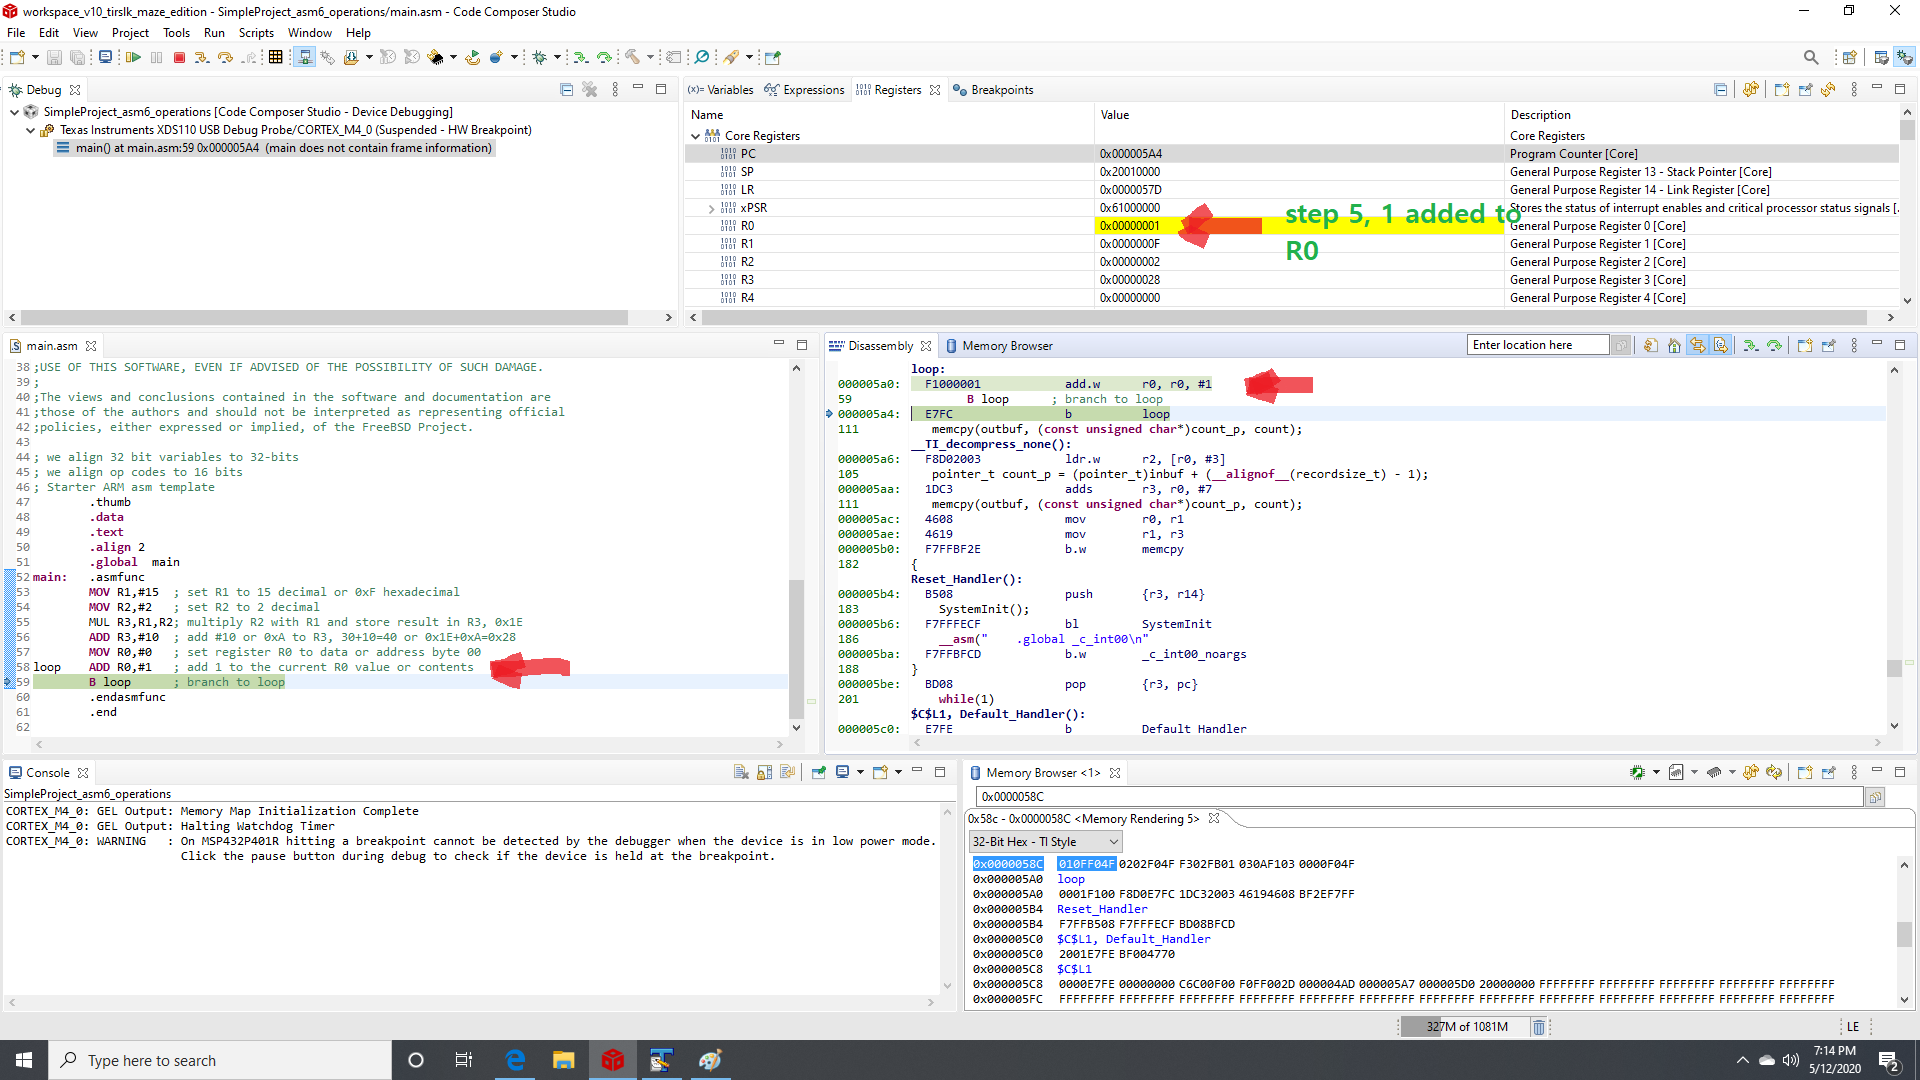 workspace_v10_tirslk_maze_edition - SimpleProject_asm6_operations/main.asm - Code Composer Studio
File Edit View Project Tools Run Scripts Window Help
Debug
SimpleProject_asm6_operations [Code Composer Studio - Device Debugging]
Texas Instruments XDS110 USB Debug Probe/CORTEX_M4_0 (Suspended - HW Breakpoint)
main() at main.asm:59 0x000005A4 (main does not contain frame information)
(x)= Variables Expressions Registers Breakpoints
Name Value Description
Core Registers Core Registers
PC 0x000005A4 Program Counter [Core]
SP 0x20010000 General Purpose Register 13 - Stack Pointer [Core]
LR 0x0000057D General Purpose Register 14 - Link Register [Core]
xPSR 0x61000000 Stores the status of interrupt enables and critical processor status signals [.
R0 0x00000001 General Purpose Register 0 [Core]
R1 0x0000000F General Purpose Register 1 [Core]
R2 0x00000002 General Purpose Register 2 [Core]
R3 0x00000028 General Purpose Register 3 [Core]
R4 0x00000000 General Purpose Register 4 [Core]
step 5, 1 added to
R0
main.asm
38 ;USE OF THIS SOFTWARE, EVEN IF ADVISED OF THE POSSIBILITY OF SUCH DAMAGE.
39 ;
40 ;The views and conclusions contained in the software and documentation are
41 ;those of the authors and should not be interpreted as representing official
42 ;policies, either expressed or implied, of the FreeBSD Project.
43
44 ; we align 32 bit variables to 32-bits
45 ; we align op codes to 16 bits
46 ; Starter ARM asm template
47 .thumb
48 .data
49 .text
50 .align 2
51 .global main
52 main: .asmfunc
53 MOV R1,#15 ; set R1 to 15 decimal or 0xF hexadecimal
54 MOV R2,#2 ; set R2 to 2 decimal
55 MUL R3,R1,R2; multiply R2 with R1 and store result in R3, 0x1E
56 ADD R3,#10 ; add #10 or 0xA to R3, 30+10=40 or 0x1E+0xA=0x28
57 MOV R0,#0 ; set register R0 to data or address byte 00
58 loop ADD R0,#1 ; add 1 to the current R0 value or contents
59 B loop ; branch to loop
60 .endasmfunc
61 .end
62
Disassembly Memory Browser Enter location here
loop:
000005a0: F1000001 add.w r0, r0, #1
59 B loop ; branch to loop
000005a4: E7FC b loop
111 memcpy(outbuf, (const unsigned char*)count_p, count);
__TI_decompress_none():
000005a6: F8D02003 ldr.w r2, [r0, #3]
105 pointer_t count_p = (pointer_t)inbuf + (__alignof__(recordsize_t) - 1);
000005aa: 1DC3 adds r3, r0, #7
111 memcpy(outbuf, (const unsigned char*)count_p, count);
000005ac: 4608 mov r0, r1
000005ae: 4619 mov r1, r3
000005b0: F7FFBF2E b.w memcpy
182 {
Reset_Handler():
000005b4: B508 push {r3, r14}
183 SystemInit();
000005b6: F7FFFECF bl SystemInit
186 __asm(" .global _c_int00\n"
000005ba: F7FFBFCD b.w _c_int00_noargs
188 }
000005be: BD08 pop {r3, pc}
201 while(1)
$C$L1, Default_Handler():
000005c0: E7FE b Default Handler
Console
SimpleProject_asm6_operations
CORTEX_M4_0: GEL Output: Memory Map Initialization Complete
CORTEX_M4_0: GEL Output: Halting Watchdog Timer
CORTEX_M4_0: WARNING : On MSP432P401R hitting a breakpoint cannot be detected by the debugger when the device is in low power mode.
Click the pause button during debug to check if the device is held at the breakpoint.
Memory Browser <1>
0x0000058C
0x58c - 0x0000058C <Memory Rendering 5>
32-Bit Hex - TI Style
0x0000058C 010FF04F 0202F04F F302FB01 030AF103 0000F04F
0x000005A0 loop
0x000005A0 0001F100 F8D0E7FC 1DC32003 46194608 BF2EF7FF
0x000005B4 Reset_Handler
0x000005B4 F7FFB508 F7FFFECF BD08BFCD
0x000005C0 $C$L1, Default_Handler
0x000005C0 2001E7FE BF004770
0x000005C8 $C$L1
0x000005C8 0000E7FE 00000000 C6C00F00 F0FF002D 000004AD 000005A7 000005D0 20000000 FFFFFFFF FFFFFFFF FFFFFFFF FFFFFFFF FFFFFFFF
0x000005FC FFFFFFFF FFFFFFFF FFFFFFFF FFFFFFFF FFFFFFFF FFFFFFFF FFFFFFFF FFFFFFFF FFFFFFFF FFFFFFFF FFFFFFFF FFFFFFFF FFFFFFFF
327M of 1081M LE
Type here to search
7:14 PM
5/12/2020
2